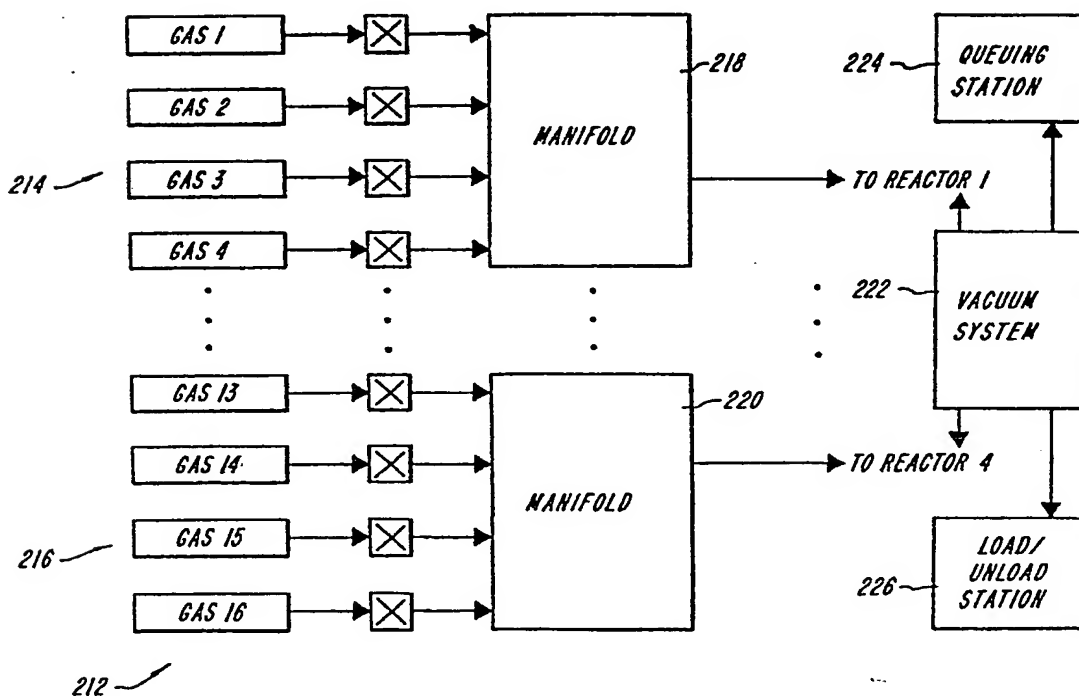 GAS 1
GAS 2
GAS 3
GAS 4
214
MANIFOLD
218
TO REACTOR 1
224
QUEUING
STATION
222
VACUUM
SYSTEM
GAS 13
GAS 14
GAS 15
GAS 16
216
212
MANIFOLD
220
TO REACTOR 4
226
LOAD/
UNLOAD
STATION